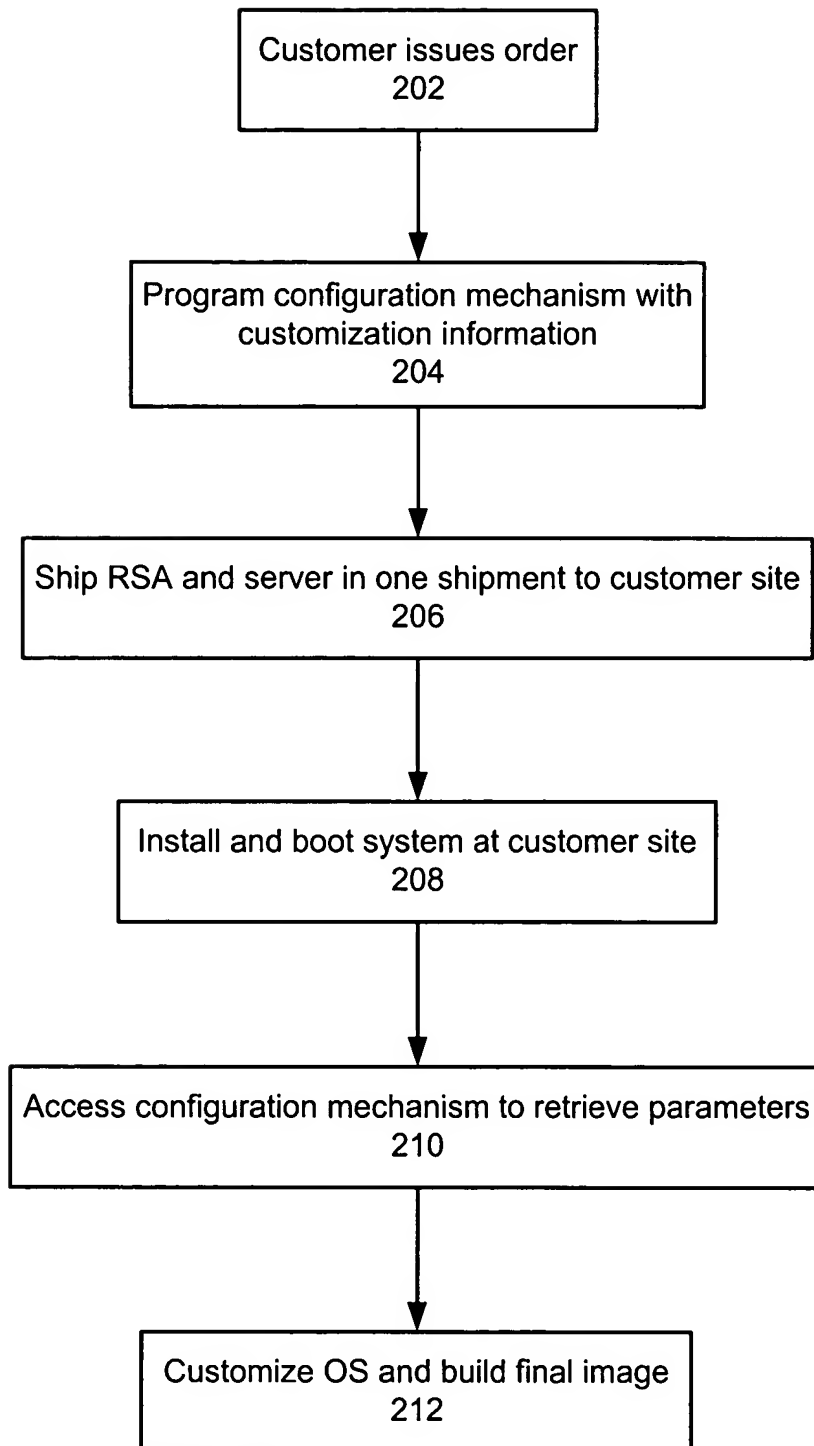 Customer issues order
202
Program configuration mechanism with
customization information
204
Ship RSA and server in one shipment to customer site
206
Install and boot system at customer site
208
Access configuration mechanism to retrieve parameters
210
Customize OS and build final image
212